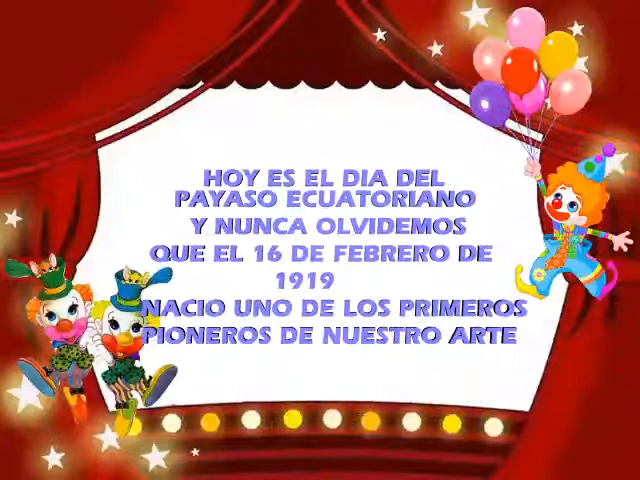 HOY ES EL DIA DEL
PAYASO ECUATORIANO
Y NUNCA OLVIDEMOS
QUE EL 16 DE FEBRERO DE
1919
NACIO UNO DE LOS PRIMEROS
PIONEROS DE NUESTRO ARTE